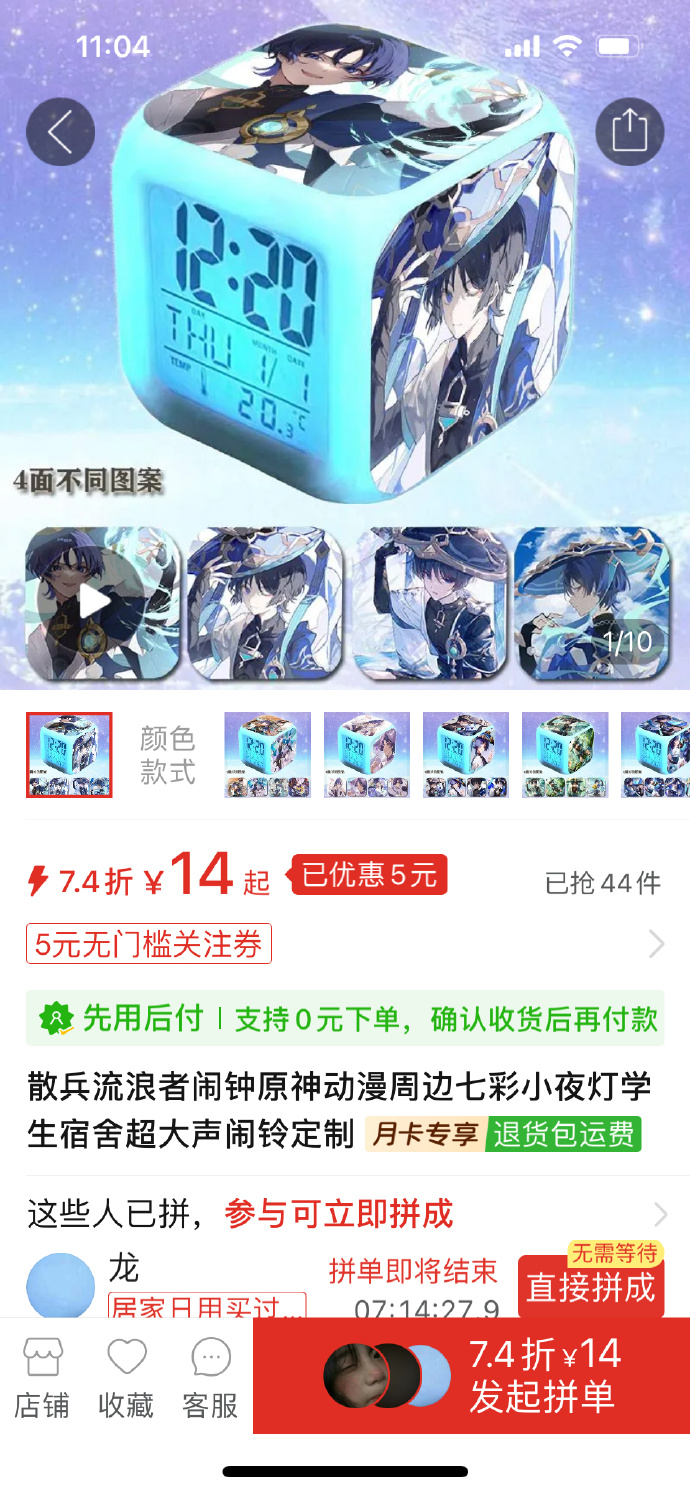 11:04
12:20
DAY
MONTH DATE
THU 1/1
TEMP
20.3 °C
4面不同图案
1/10
颜色
款式
7.4折 ¥14起 已优惠5元 已抢44件
5元无门槛关注券
先用后付 | 支持0元下单，确认收货后再付款
散兵流浪者闹钟原神动漫周边七彩小夜灯学
生宿舍超大声闹铃定制 月卡专享 退货包运费
这些人已拼，参与可立即拼成
龙
居家日用买过...
拼单即将结束
07:14:27.9
无需等待
直接拼成
店铺
收藏
客服
7.4折 ¥14
发起拼单